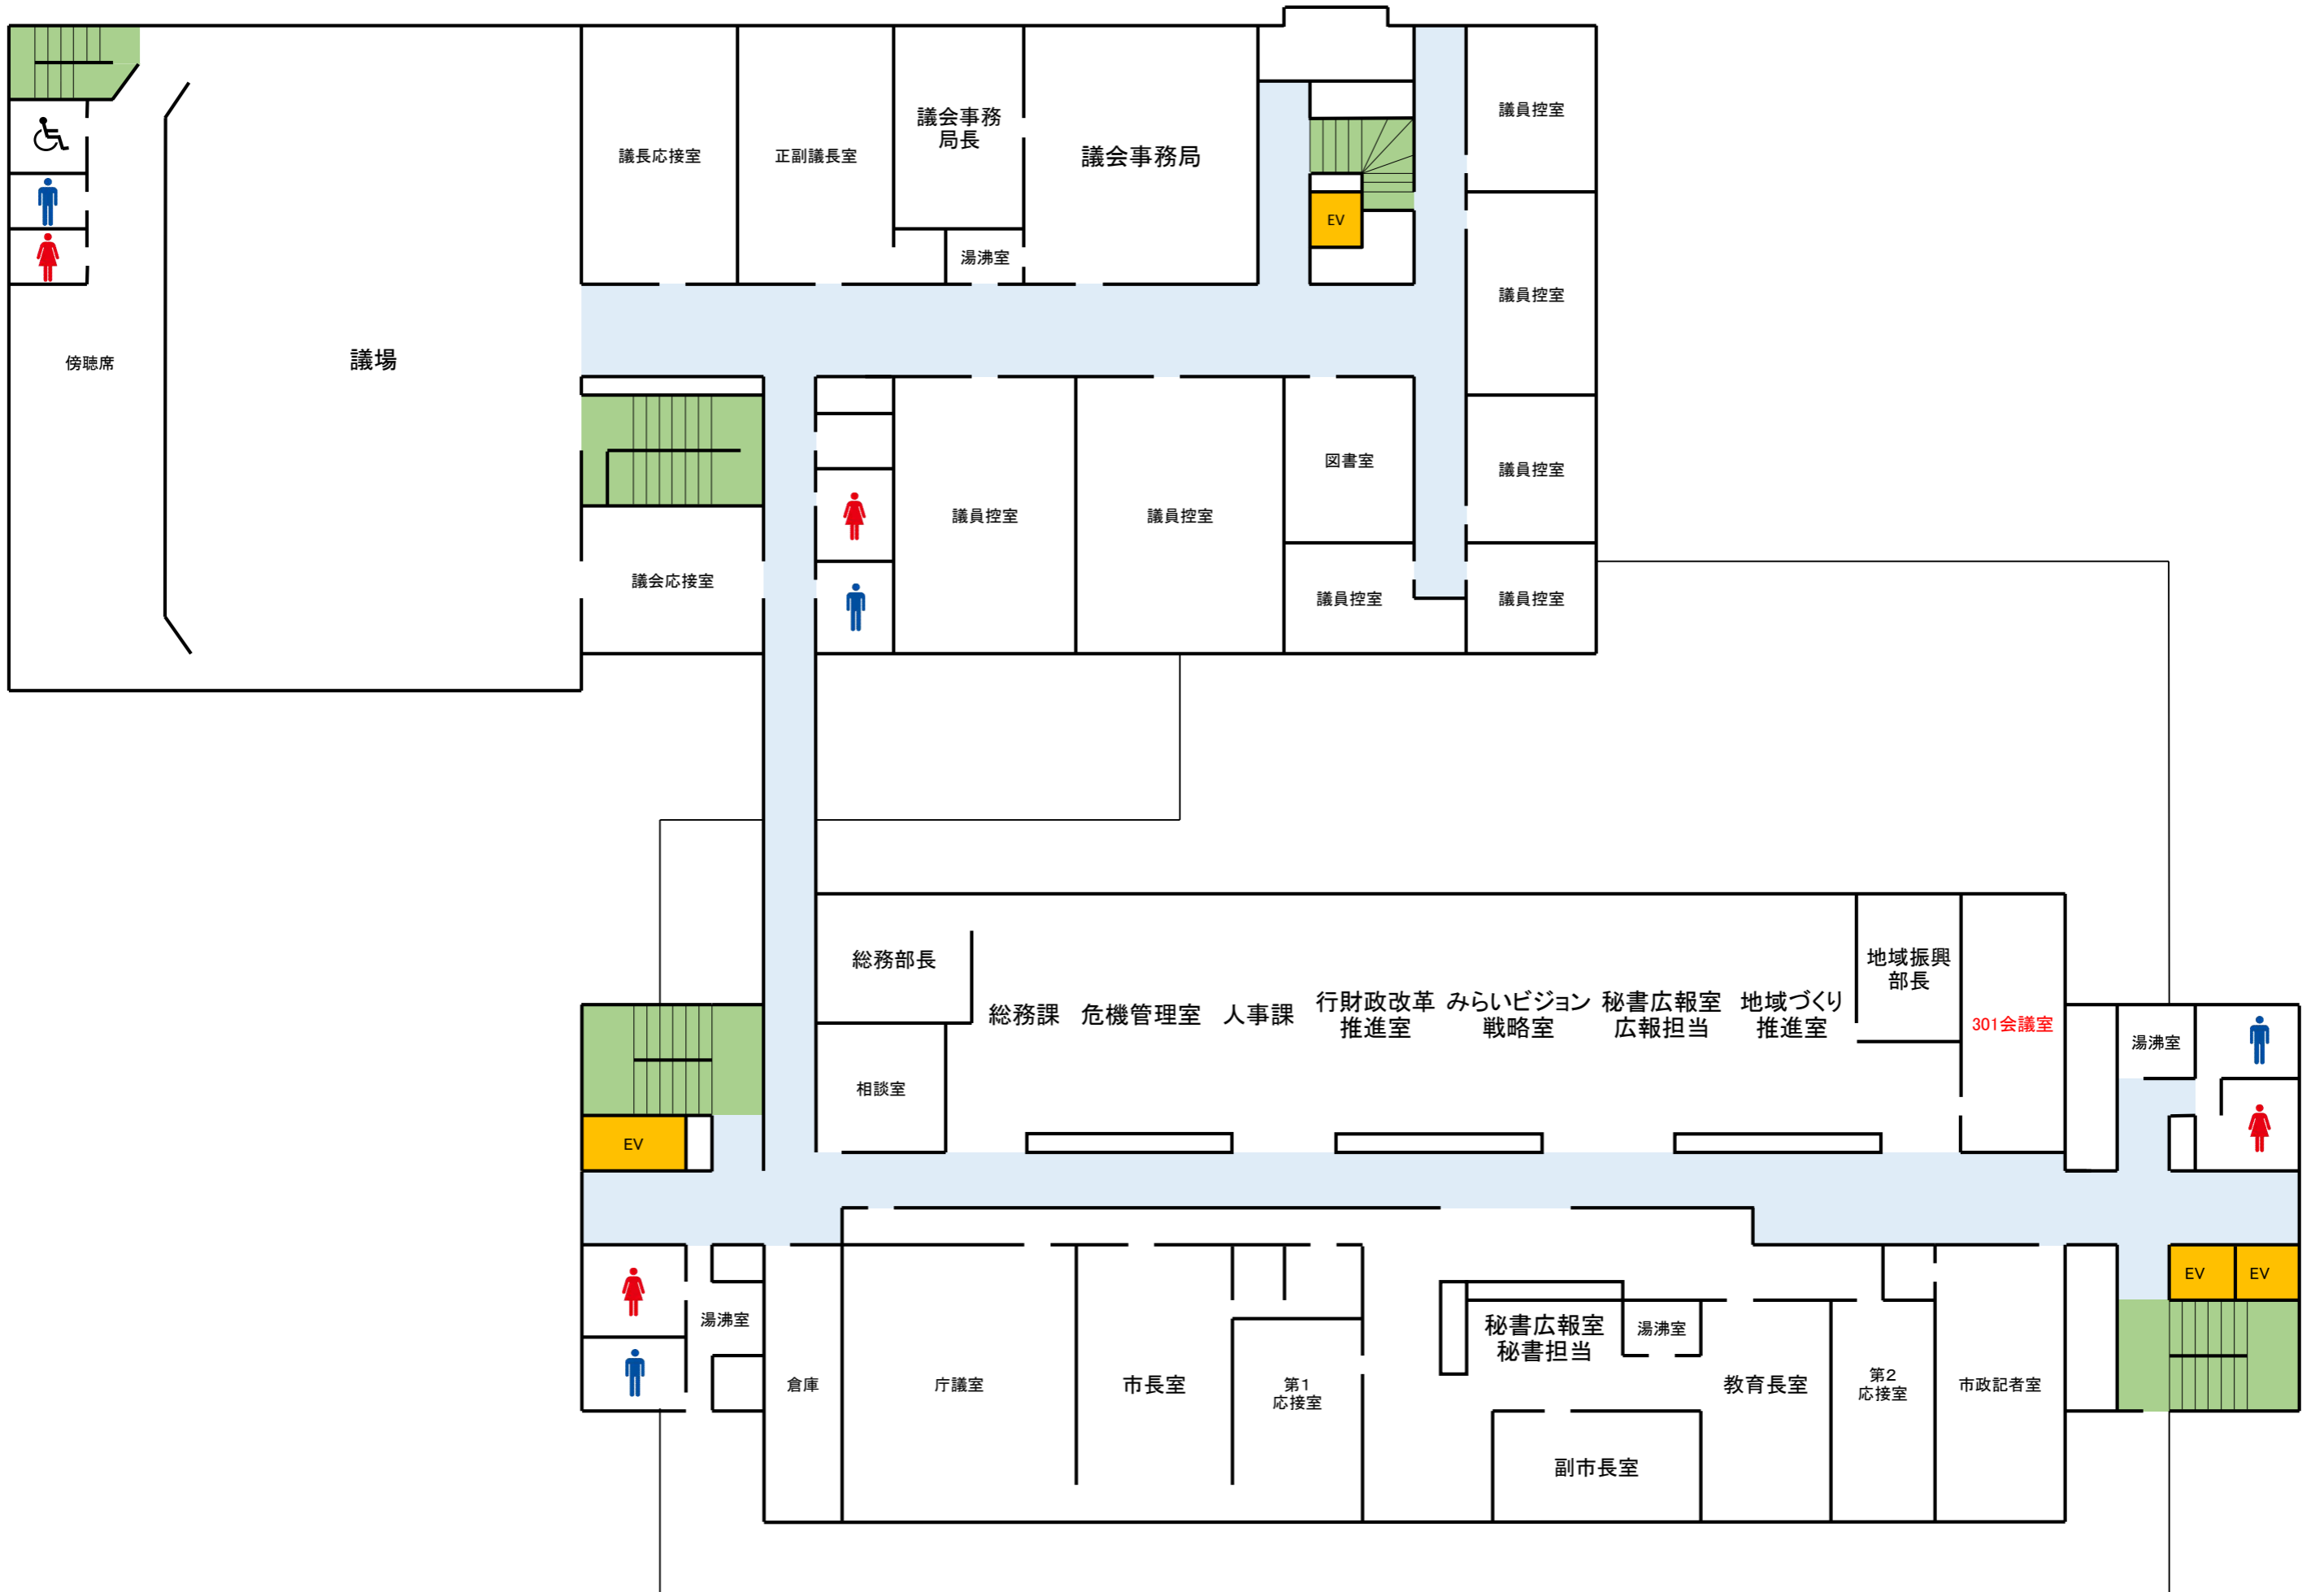 議長応接室
正副議長室
議会事務
局長
議会事務局
湯沸室
EV
議員控室
議員控室
議員控室
議員控室
傍聴席
議場
議会応接室
議員控室
議員控室
図書室
議員控室
総務部長
相談室
総務課
危機管理室
人事課
行財政改革
推進室
みらいビジョン
戦略室
秘書広報室
広報担当
地域づくり
推進室
地域振興
部長
301会議室
湯沸室
EV
湯沸室
倉庫
庁議室
市長室
第1
応接室
秘書広報室
秘書担当
湯沸室
副市長室
教育長室
第2
応接室
市政記者室
EV
EV